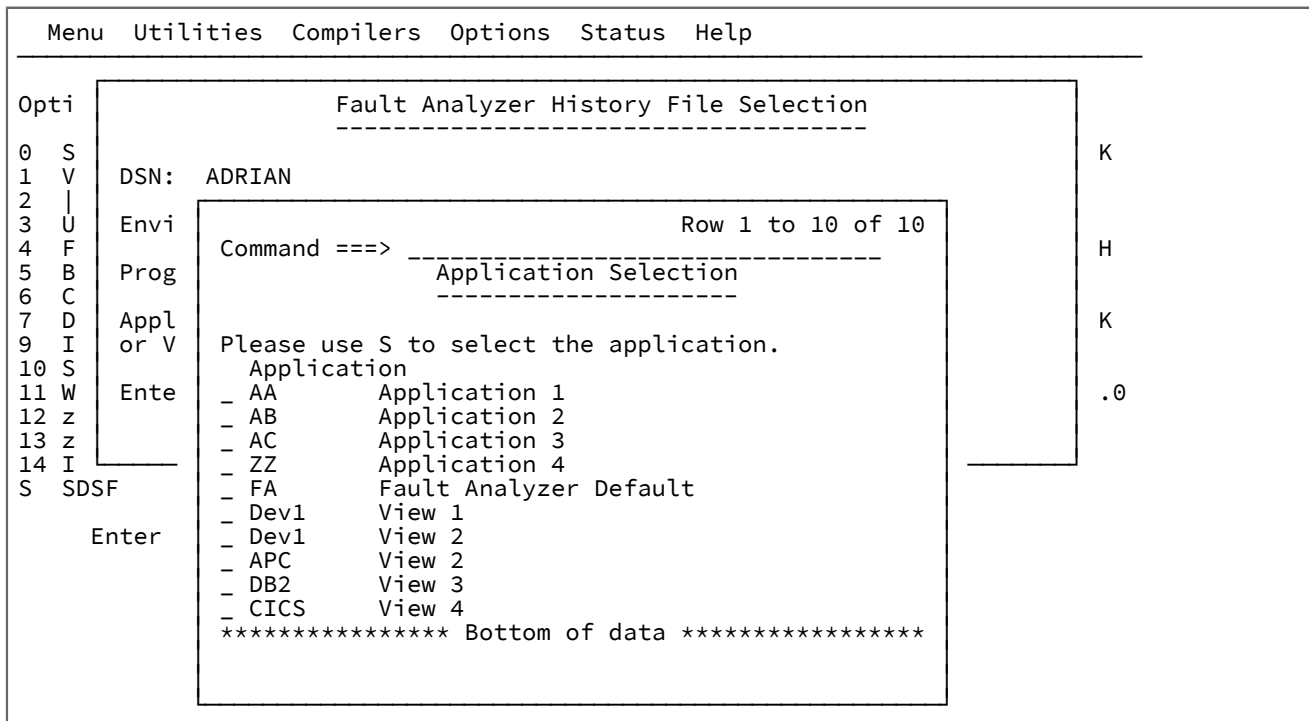 Menu  Utilities  Compilers  Options  Status  Help
Opti  Fault Analyzer History File Selection
-------------------------------------
0  S  K
1  V  DSN:  ADRIAN
2  |
3  U  Envi  Row 1 to 10 of 10
4  F  Command ===> _________________________________  H
5  B  Prog  Application Selection
6  C  ---------------------
7  D  Appl  K
9  I  or V  Please use S to select the application.
10 S  Application
11 W  Ente  _ AA  Application 1  .0
12 z  _ AB  Application 2
13 z  _ AC  Application 3
14 I  _ ZZ  Application 4
S  SDSF  _ FA  Fault Analyzer Default
_ Dev1  View 1
Enter  _ Dev1  View 2
_ APC  View 2
_ DB2  View 3
_ CICS  View 4
**************** Bottom of data *****************